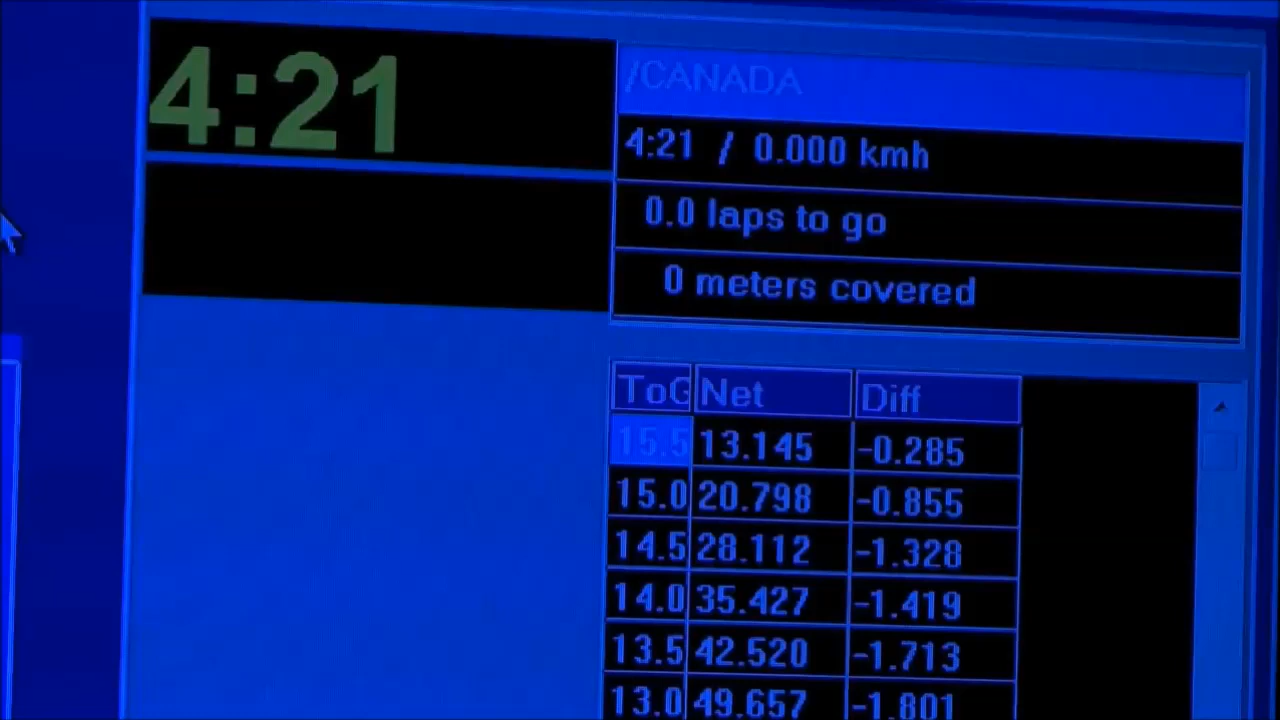 4:21
/CANADA
4:21 / 0.000 kmh
0.0 laps to go
0 meters covered
ToG Net Diff
15.5 13.145 -0.285
15.0 20.798 -0.855
14.5 28.112 -1.328
14.0 35.427 -1.419
13.5 42.520 -1.713
13.0 49.657 -1.801